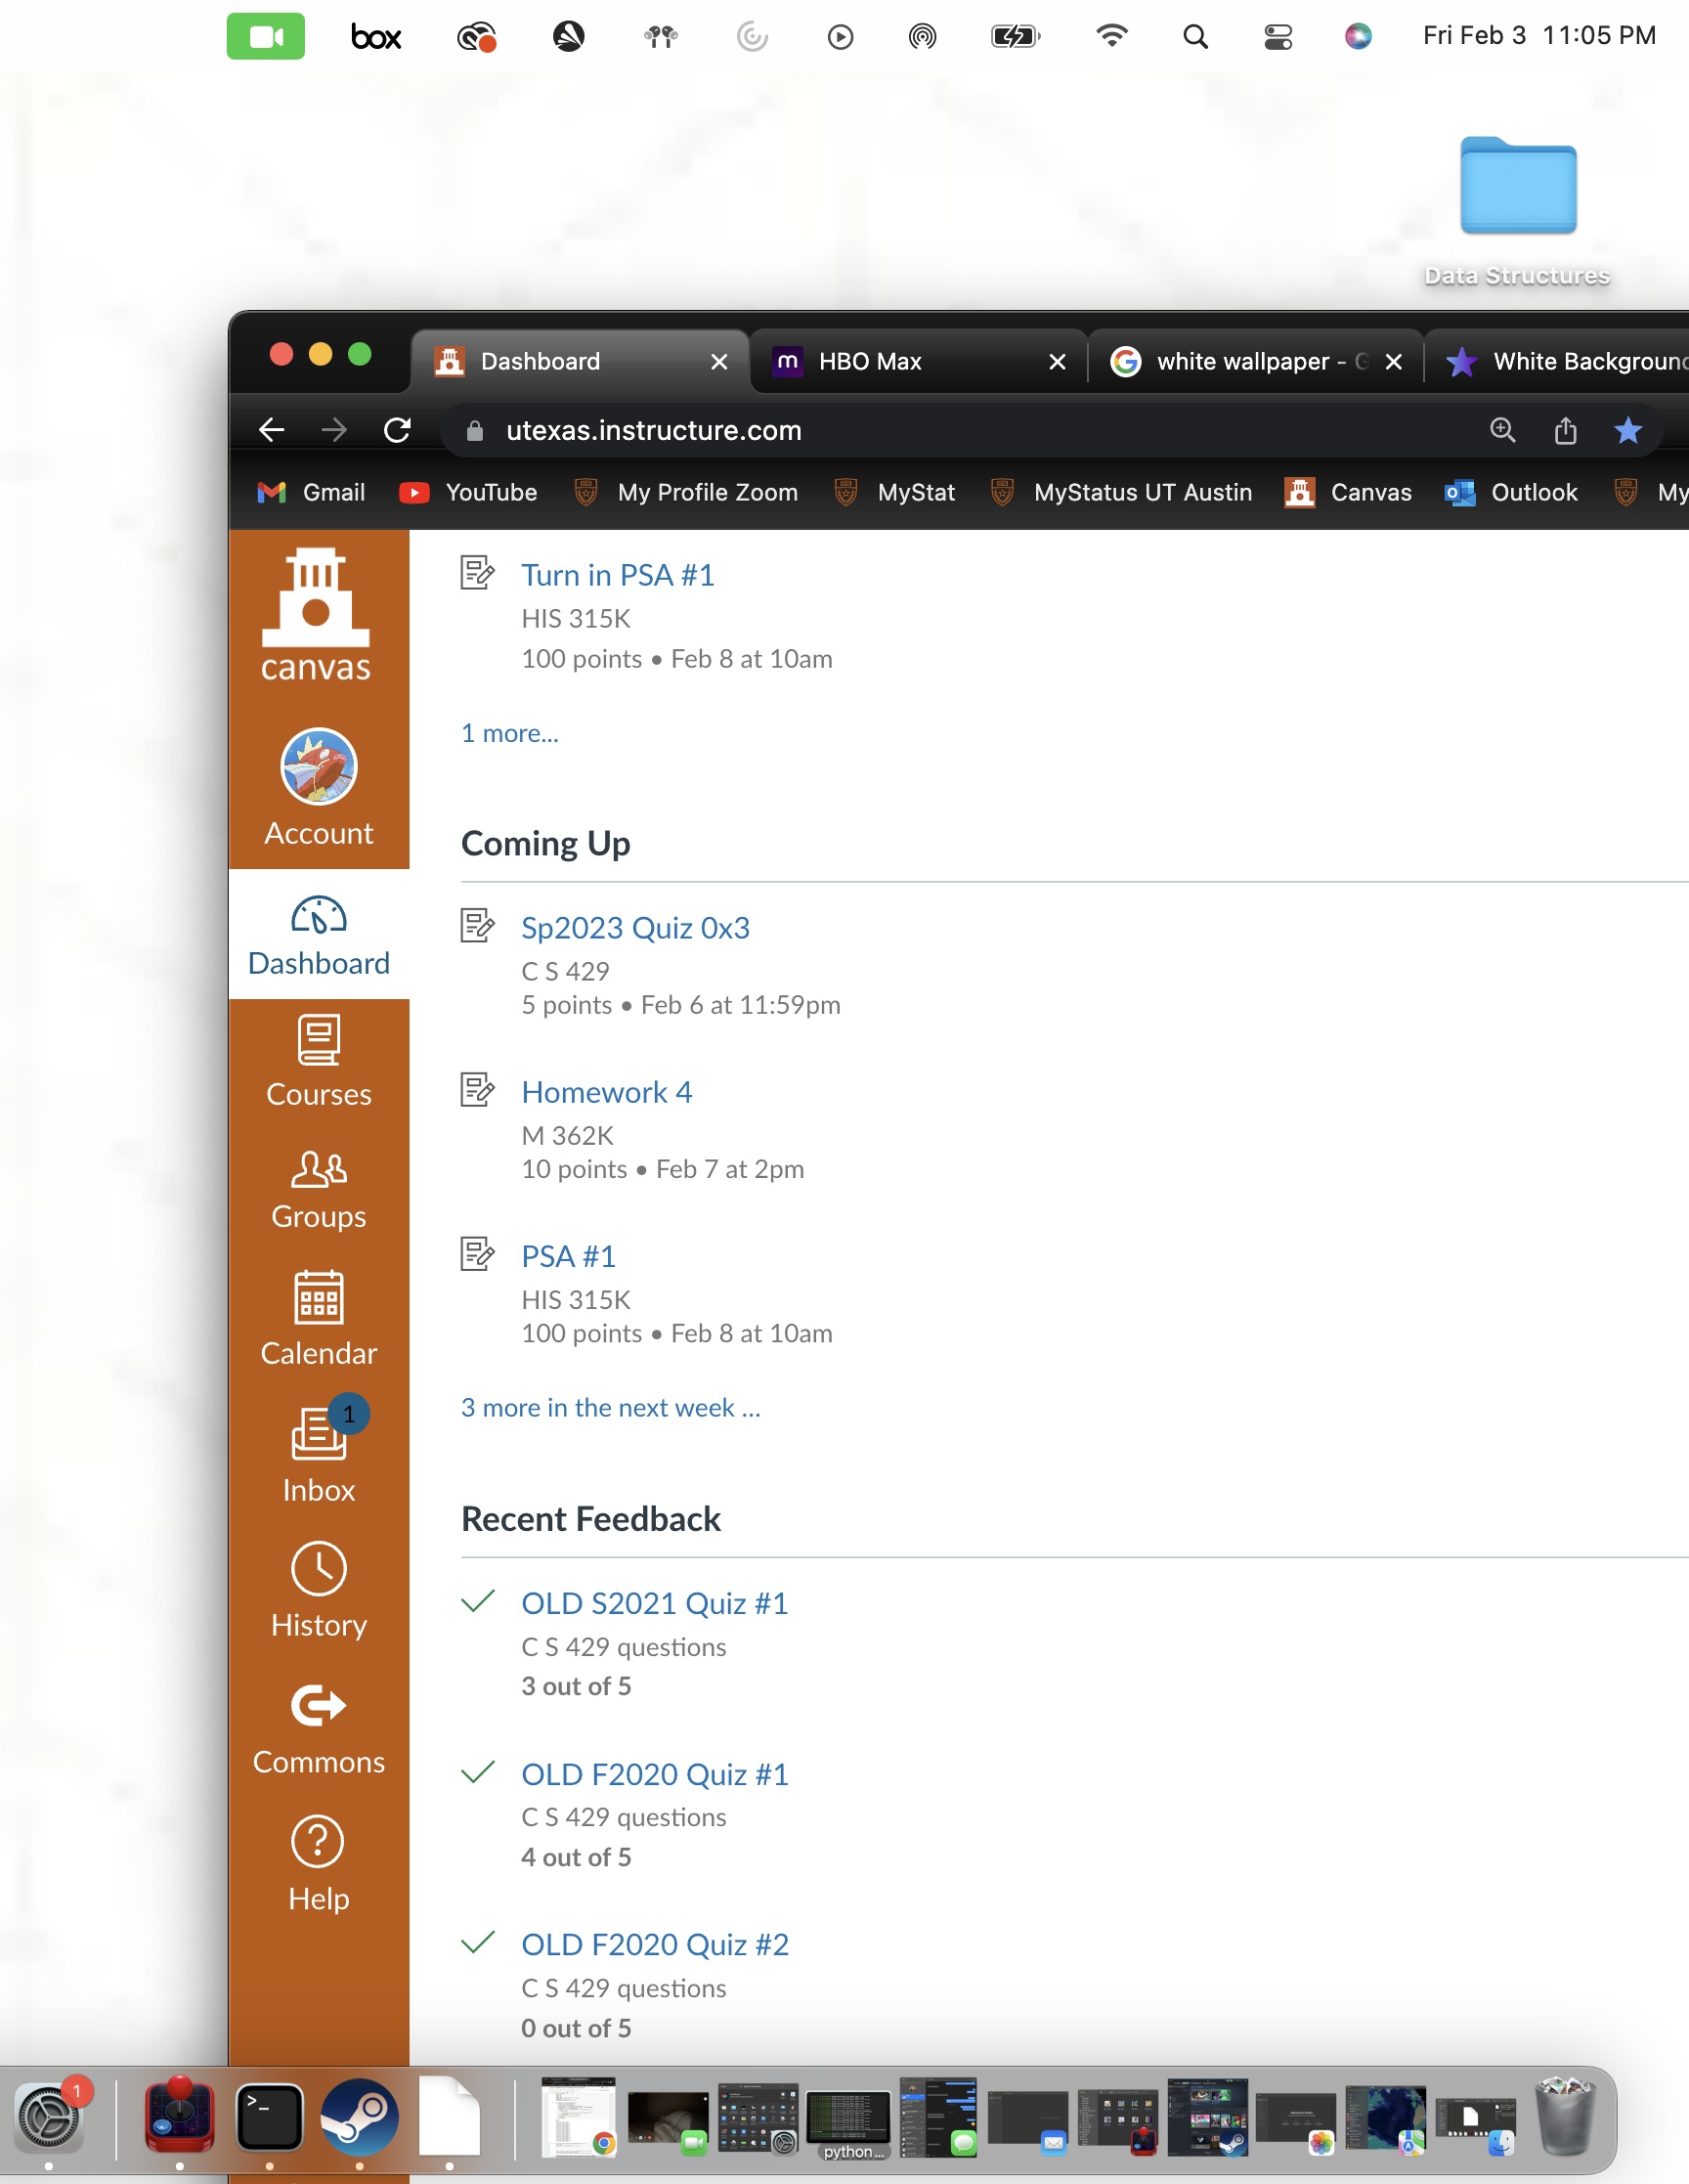 box
Fri Feb 3 11:05 PM
Data Structures
Dashboard
HBO Max
white wallpaper - G
White Background
utexas.instructure.com
Gmail
YouTube
My Profile Zoom
MyStat
MyStatus UT Austin
Canvas
Outlook
My
canvas
Account
Dashboard
Courses
Groups
Calendar
1
Inbox
History
Commons
Help
Turn in PSA #1
HIS 315K
100 points • Feb 8 at 10am
1 more...
Coming Up
Sp2023 Quiz 0x3
C S 429
5 points • Feb 6 at 11:59pm
Homework 4
M 362K
10 points • Feb 7 at 2pm
PSA #1
HIS 315K
100 points • Feb 8 at 10am
3 more in the next week ...
Recent Feedback
OLD S2021 Quiz #1
C S 429 questions
3 out of 5
OLD F2020 Quiz #1
C S 429 questions
4 out of 5
OLD F2020 Quiz #2
C S 429 questions
0 out of 5
1
python...